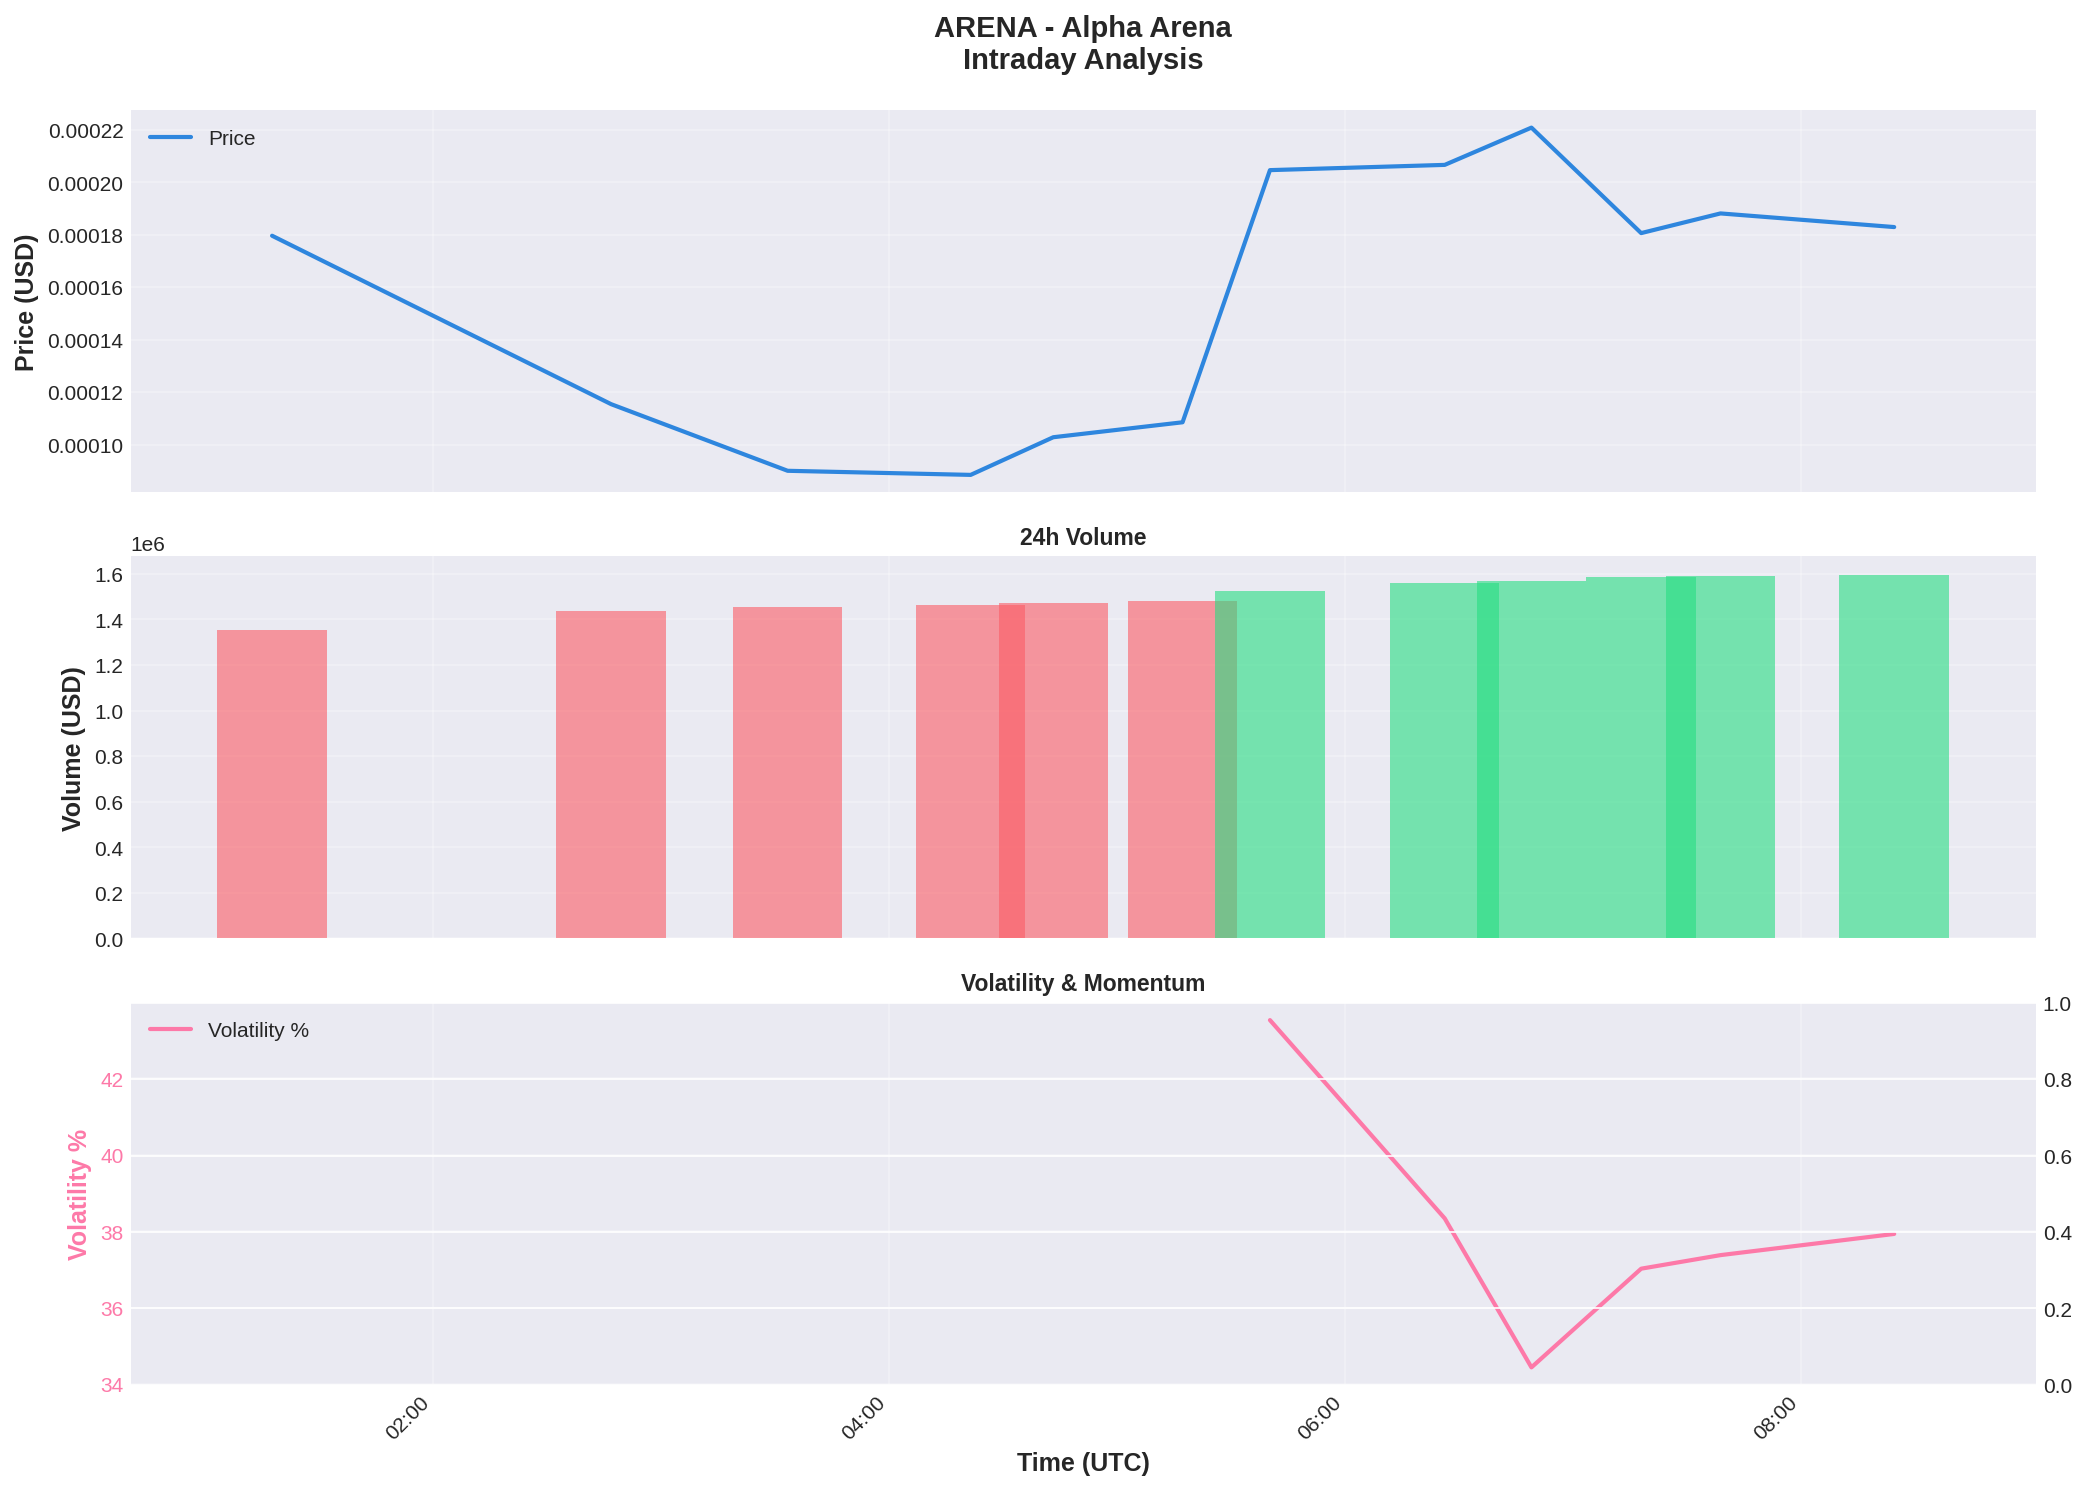 ARENA - Alpha Arena
Intraday Analysis
Price
0.00022
0.00020
0.00018
0.00016
0.00014
0.00012
0.00010
Price (USD)
24h Volume
1e6
1.6
1.4
1.2
1.0
0.8
0.6
0.4
0.2
0.0
Volume (USD)
Volatility & Momentum
Volatility %
42
40
38
36
34
Volatility %
1.0
0.8
0.6
0.4
0.2
0.0
02:00
04:00
06:00
08:00
Time (UTC)